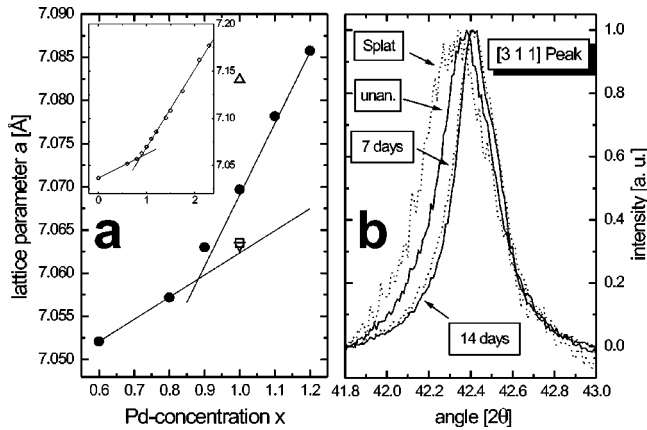 a
7.090
7.085
7.080
7.075
7.070
7.065
7.060
7.055
7.050
lattice parameter a [Å]
0.6 0.7 0.8 0.9 1.0 1.1 1.2
Pd-concentration x
7.20
7.15
7.10
7.05
0 1 2
b
Splat
unan.
7 days
14 days
[3 1 1] Peak
1.0
0.8
0.6
0.4
0.2
0.0
intensity [a. u.]
41.8 42.0 42.2 42.4 42.6 42.8 43.0
angle [2θ]